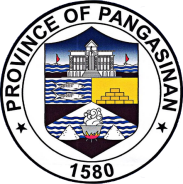 PROVINCE OF PANGASINAN
1580